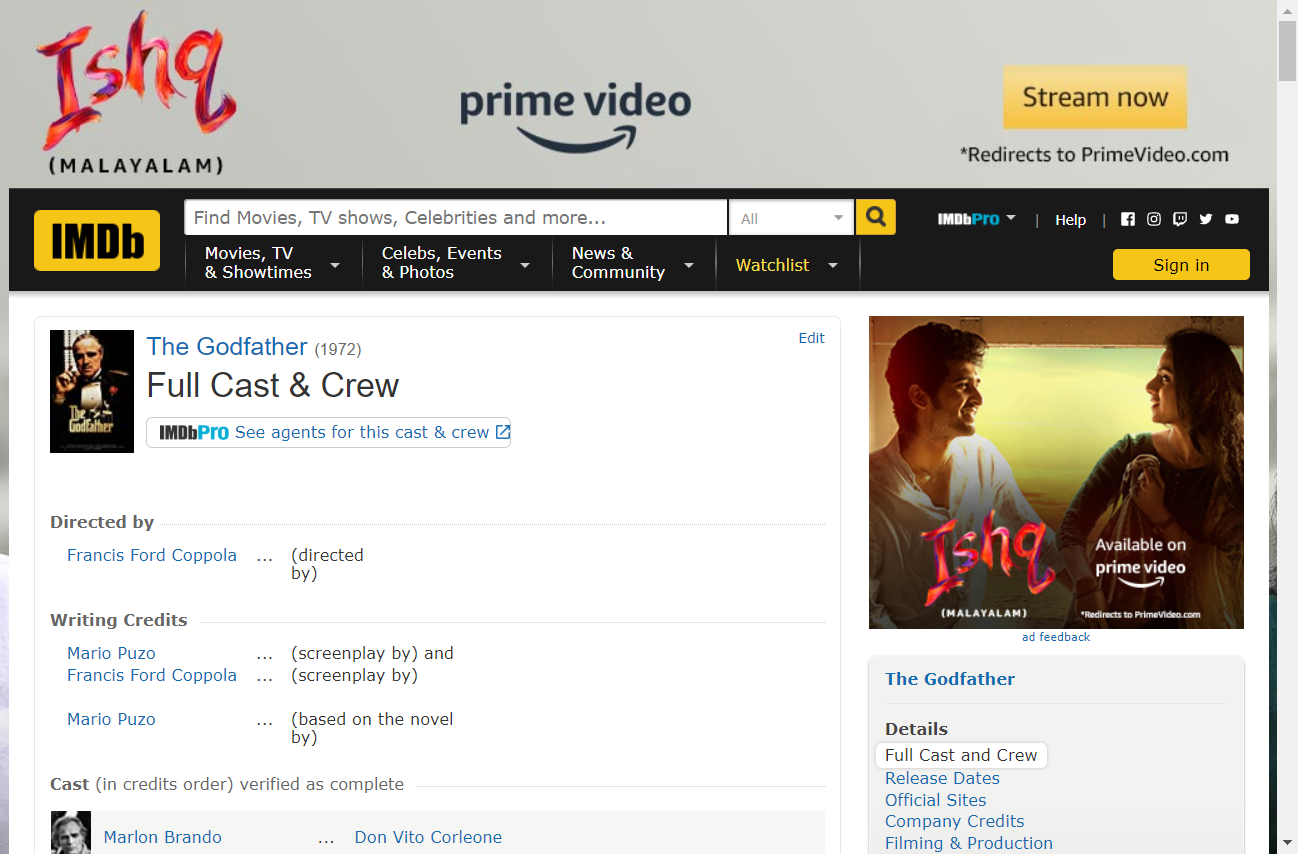 Ishq
(MALAYALAM)
prime video
Stream now
*Redirects to PrimeVideo.com
IMDb
Find Movies, TV shows, Celebrities and more...
All
IMDbPro
|
Help
|
Movies, TV
& Showtimes
Celebs, Events
& Photos
News &
Community
Watchlist
Sign in
The Godfather
The Godfather (1972)
Edit
Full Cast & Crew
IMDbPro See agents for this cast & crew
Directed by
Francis Ford Coppola ... (directed
by)
Writing Credits
Mario Puzo ... (screenplay by) and
Francis Ford Coppola ... (screenplay by)
Mario Puzo ... (based on the novel
by)
Cast (in credits order) verified as complete
Marlon Brando ... Don Vito Corleone
Ishq
(MALAYALAM)
Available on
prime video
*Redirects to PrimeVideo.com
ad feedback
The Godfather
Details
Full Cast and Crew
Release Dates
Official Sites
Company Credits
Filming & Production